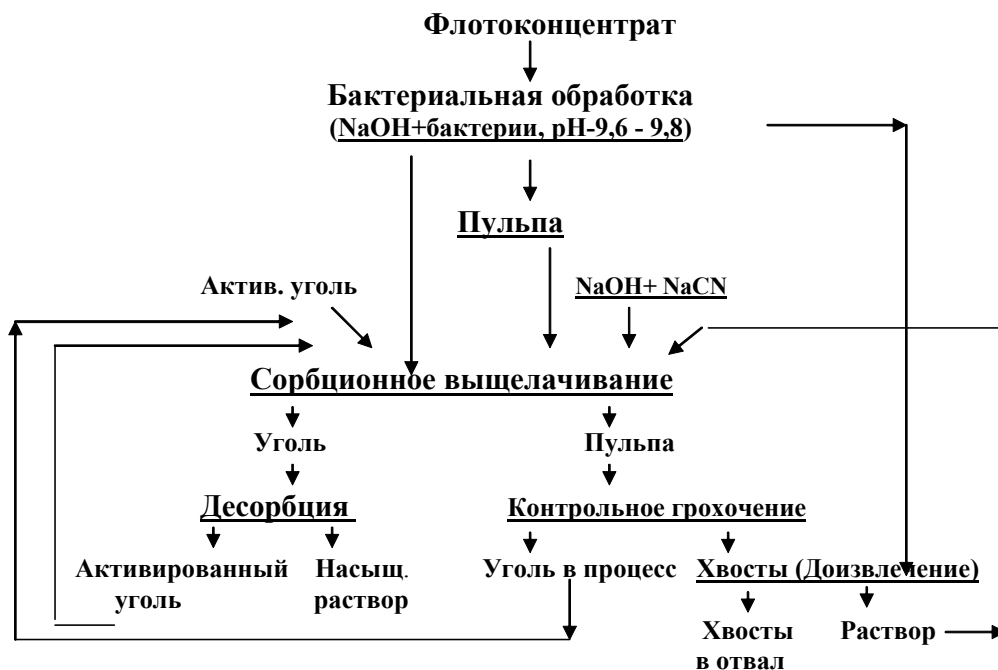 Флотоконцентрат
Бактериальная обработка
(NaOH+бактерии, рН-9,6 - 9,8)
Пульпа
Актив. уголь
NaOH+ NaCN
Сорбционное выщелачивание
Уголь
Пульпа
Десорбция
Контрольное грохочение
Активированный
уголь
Насыщ.
раствор
Уголь в процесс
Хвосты (Доизвлечение)
Хвосты
в отвал
Раствор